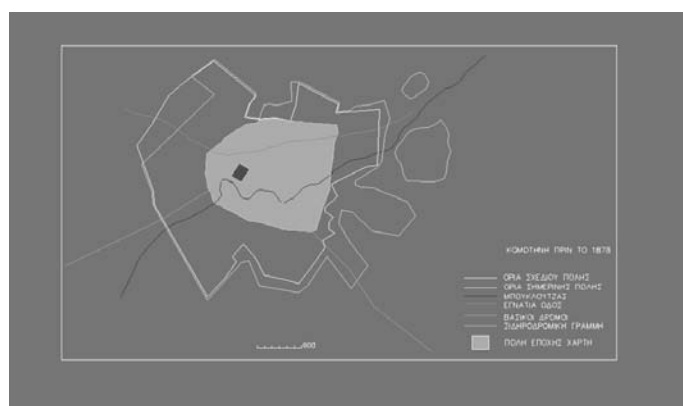 ΚΟΜΟΤΗΝΗ ΠΡΙΝ ΤΟ 1878
ΟΡΙΑ ΣΧΕΔΙΟΥ ΠΟΛΗΣ
ΟΡΙΑ ΣΗΜΕΡΙΝΗΣ ΠΟΛΗΣ
ΜΠΟΥΚΛΟΥΤΖΑΣ
ΕΓΝΑΤΙΑ ΟΔΟΣ
ΒΑΣΙΚΟΙ ΔΡΟΜΟΙ
ΣΙΔΗΡΟΔΡΟΜΙΚΗ ΓΡΑΜΜΗ
ΠΟΛΗ ΕΠΟΧΗΣ ΧΑΡΤΗ